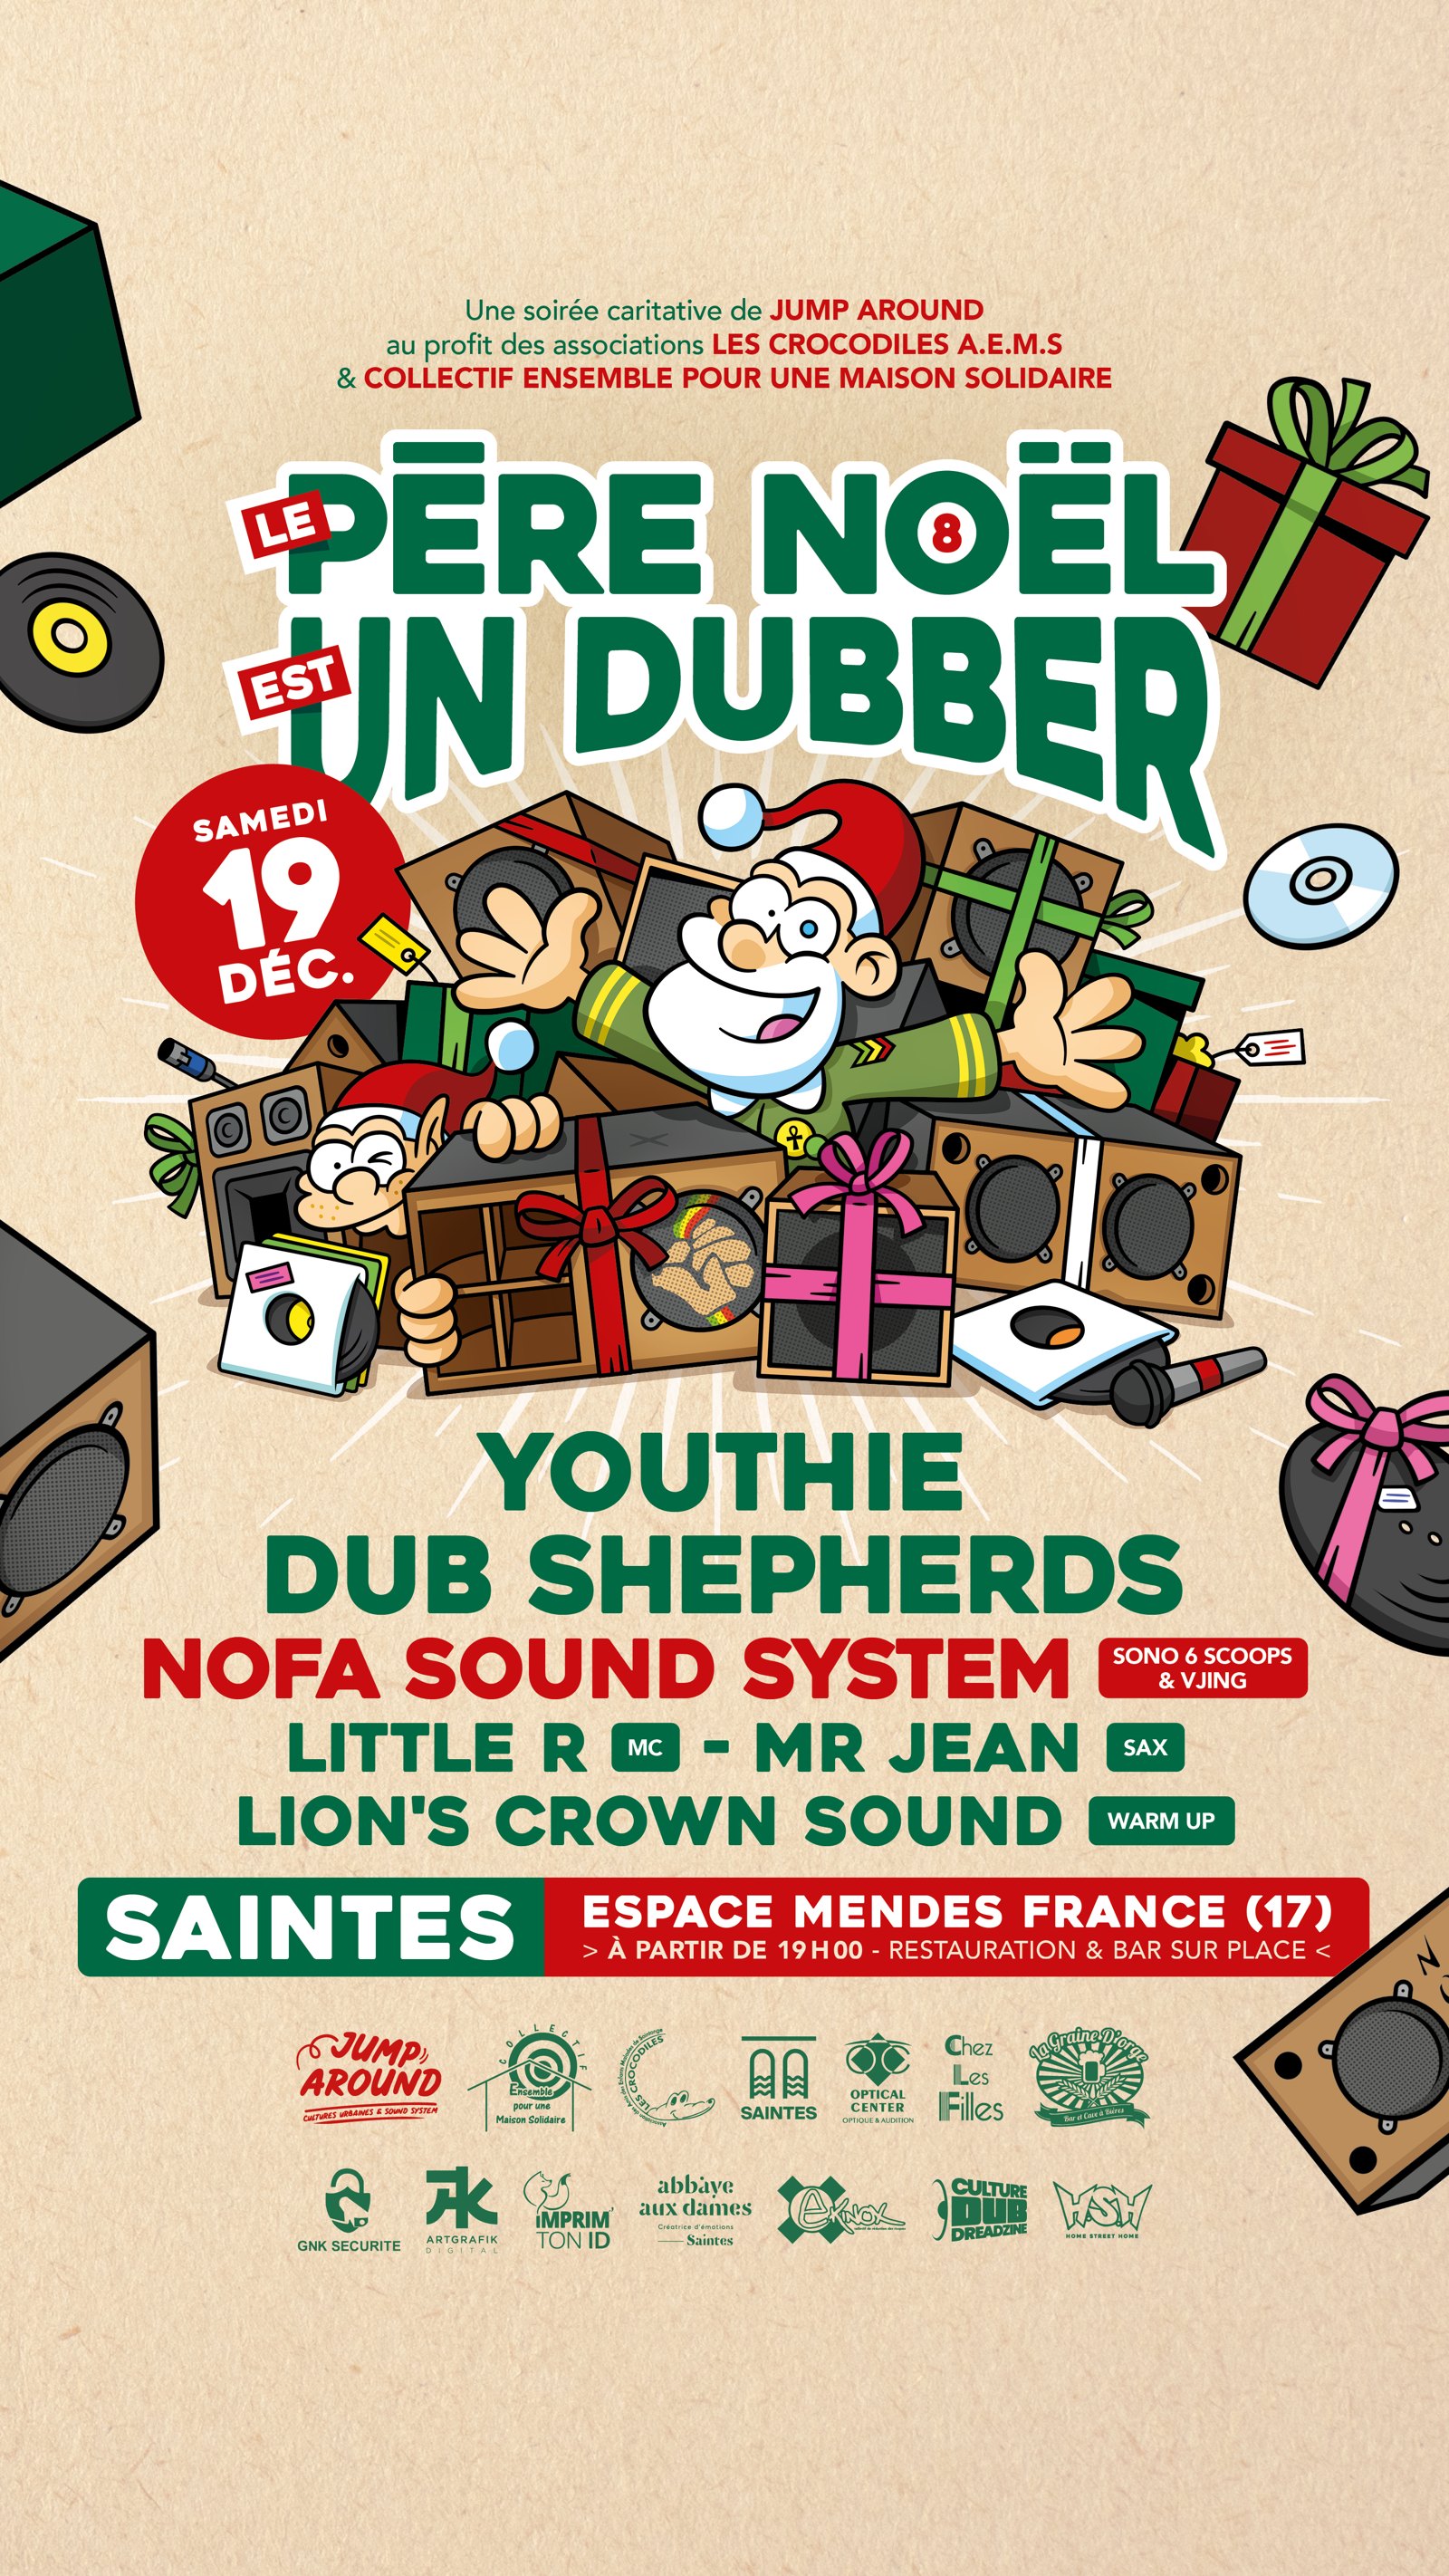 Une soirée caritative de JUMP AROUND
au profit des associations LES CROCODILES A.E.M.S
& COLLECTIF ENSEMBLE POUR UNE MAISON SOLIDAIRE
LE PĒRE NOËL
8
EST UN DUBBER
SAMEDI
19
DÉC.
YOUTHIE
DUB SHEPHERDS
NOFA SOUND SYSTEM SONO 6 SCOOPS
& VJING
LITTLE R MC - MR JEAN SAX
LION'S CROWN SOUND WARM UP
SAINTES
ESPACE MENDES FRANCE (17)
> À PARTIR DE 19H00 - RESTAURATION & BAR SUR PLACE <
JUMP AROUND
CULTURES URBAINES & SOUND SYSTEM
COLLECTIF
Ensemble
pour une
Maison Solidaire
LES CROCODILES
SAINTES
OPTICAL
CENTER
OPTIQUE & AUDITION
Chez
Les
Filles
La Graine D'orge
Bar et Cave à Bières
GNK SECURITE
ARTGRAFIK
DIGITAL
IMPRIM'
TON ID
abbaye
aux dames
Créatrice d'émotions
Saintes
EKINOX
CULTURE
DUB
DREADZINE
HSH
HOME STREET HOME